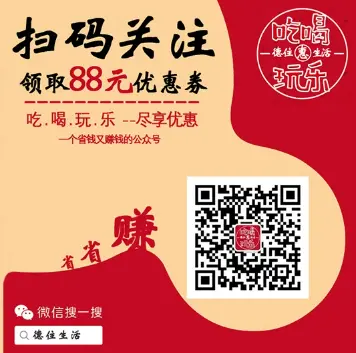 扫码关注
吃喝
德住惠生活
玩乐
领取88元优惠券
吃.喝.玩.乐 --尽享优惠
一个省钱又赚钱的公众号
省省赚
微信搜一搜
德住生活